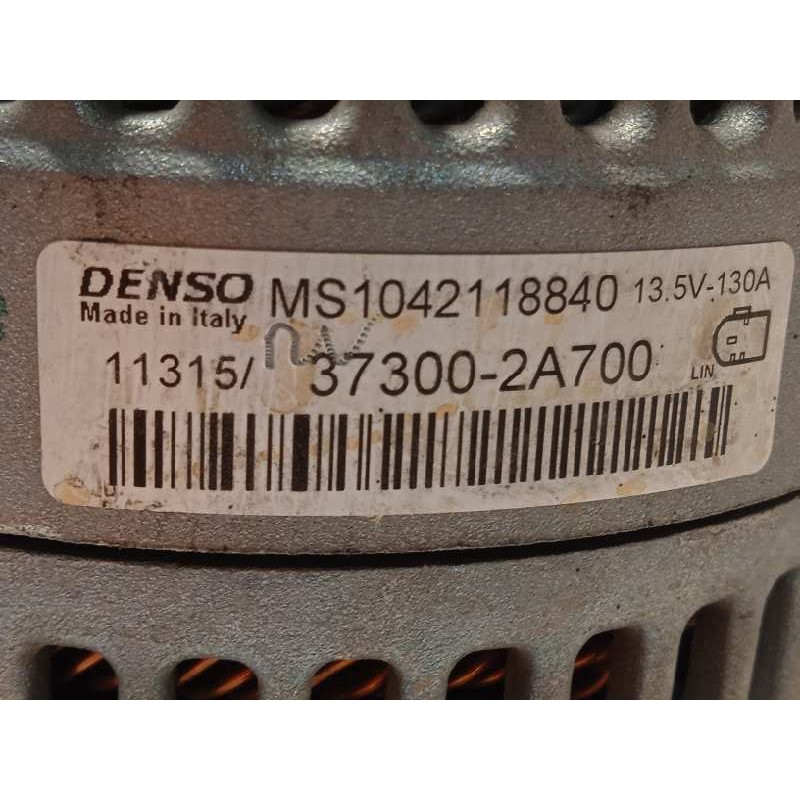 DENSO MS1042118840 13.5V-130A
Made in Italy
11315/ 37300-2A700
LIN